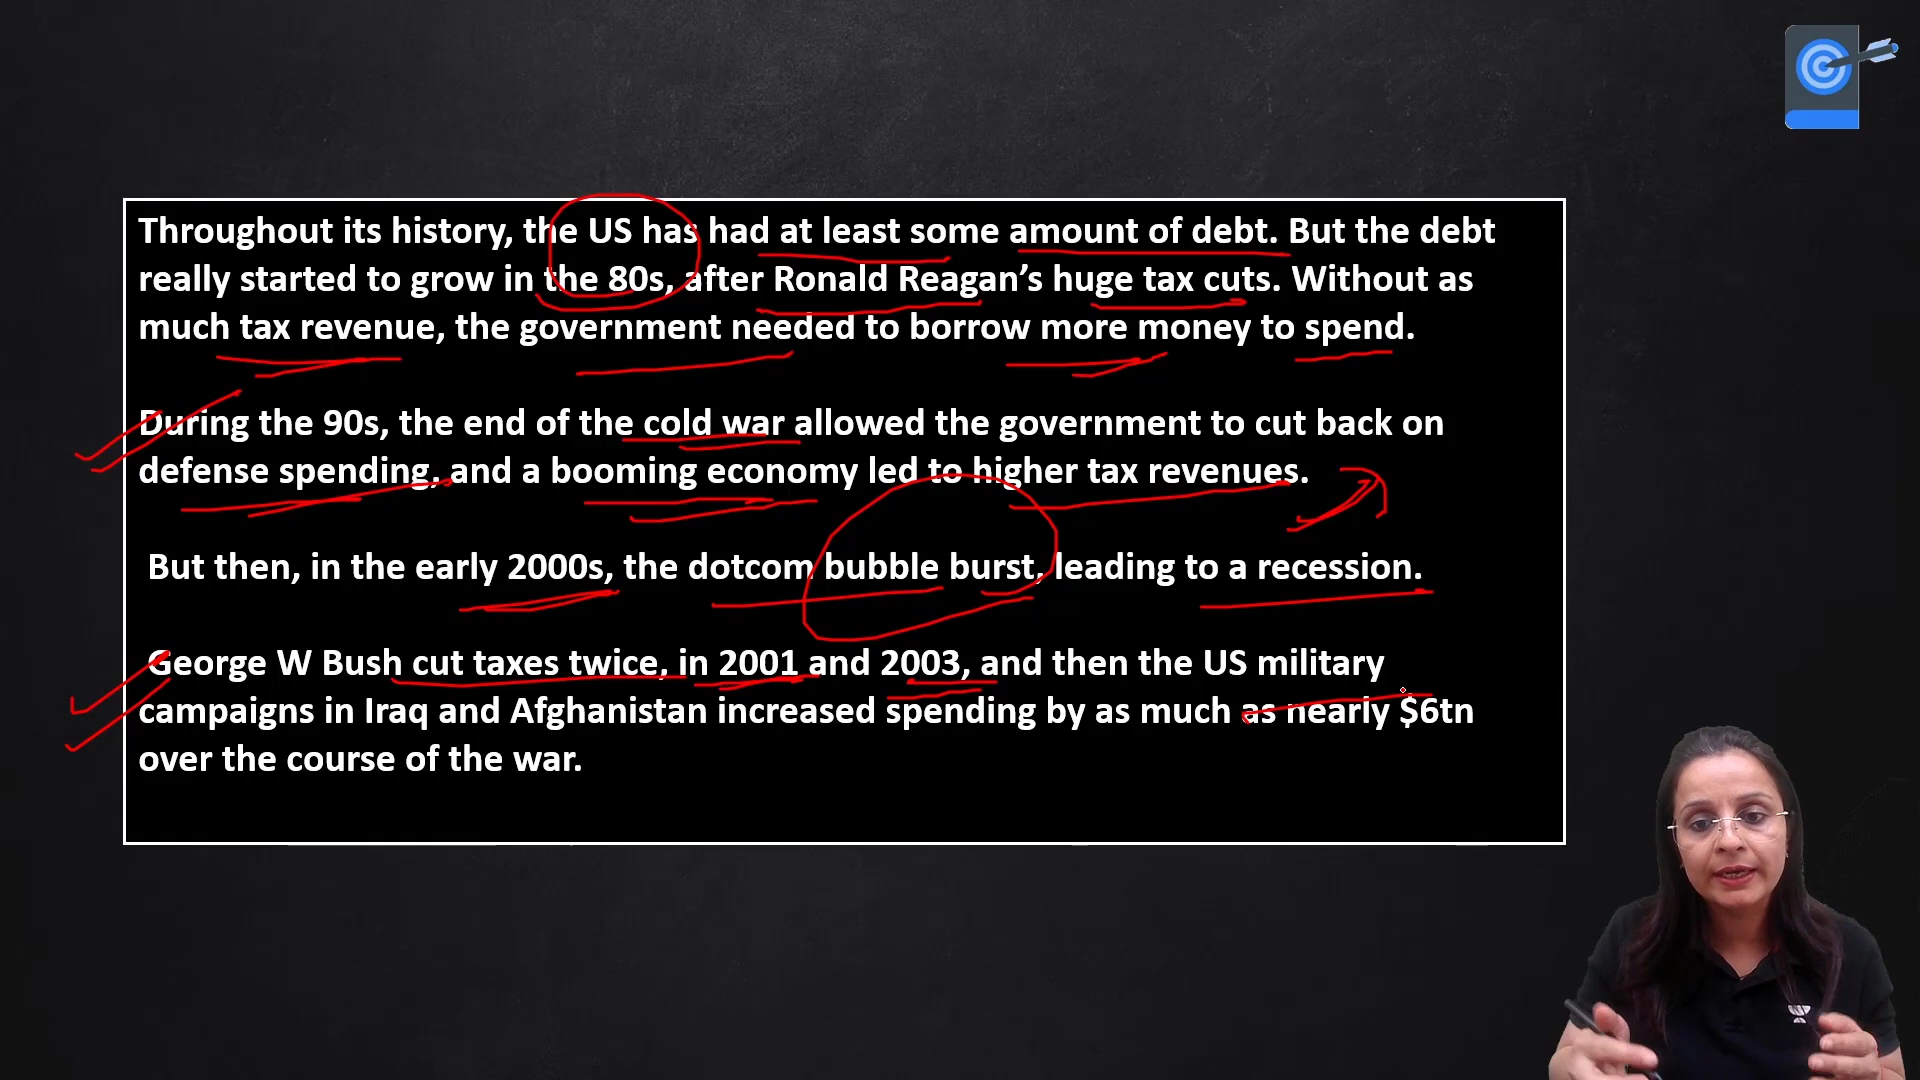 Throughout its history, the US has had at least some amount of debt. But the debt
really started to grow in the 80s, after Ronald Reagan’s huge tax cuts. Without as
much tax revenue, the government needed to borrow more money to spend.
During the 90s, the end of the cold war allowed the government to cut back on
defense spending, and a booming economy led to higher tax revenues.
But then, in the early 2000s, the dotcom bubble burst, leading to a recession.
George W Bush cut taxes twice, in 2001 and 2003, and then the US military
campaigns in Iraq and Afghanistan increased spending by as much as nearly $6tn
over the course of the war.